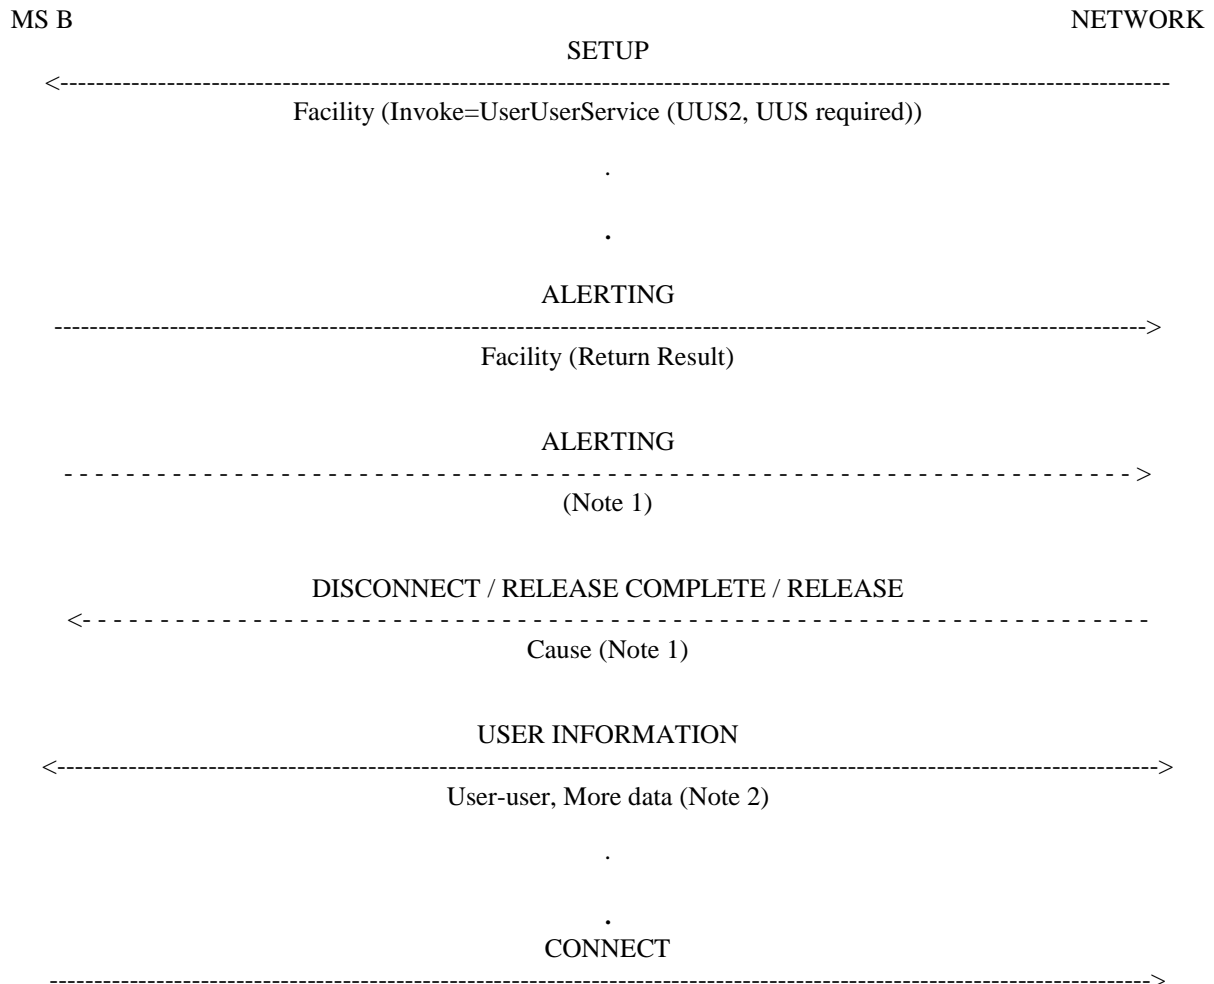 MS B NETWORK
SETUP
<--------------------------------------------------------------------------------------------------------------------------------
Facility (Invoke=UserUserService (UUS2, UUS required))
.
.
ALERTING
------------------------------------------------------------------------------------------------------------------------------>
Facility (Return Result)
ALERTING
- - - - - - - - - - - - - - - - - - - - - - - - - - - - - - - - - - - - - - - - - - - - - - - - - - - - - - - - - - - - - - - - - - - - - >
(Note 1)
DISCONNECT / RELEASE COMPLETE / RELEASE
<- - - - - - - - - - - - - - - - - - - - - - - - - - - - - - - - - - - - - - - - - - - - - - - - - - - - - - - - - - - - - - - - - - - - -
Cause (Note 1)
USER INFORMATION
<------------------------------------------------------------------------------------------------------------------------------->
User-user, More data (Note 2)
.
.
CONNECT
------------------------------------------------------------------------------------------------------------------------------->